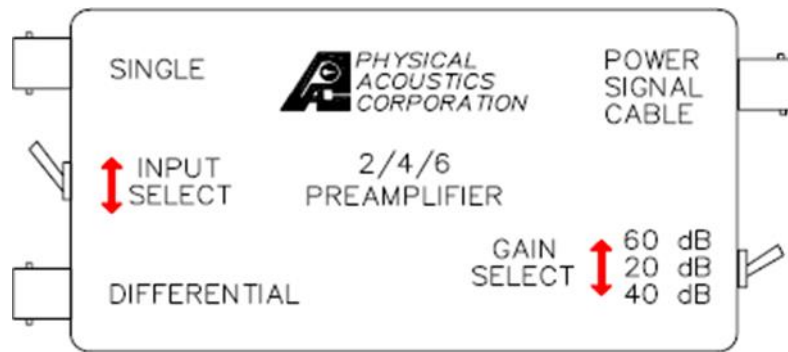 SINGLE
PHYSICAL
ACOUSTICS
CORPORATION
POWER
SIGNAL
CABLE
INPUT
SELECT
2/4/6
PREAMPLIFIER
GAIN
SELECT
60 dB
20 dB
40 dB
DIFFERENTIAL